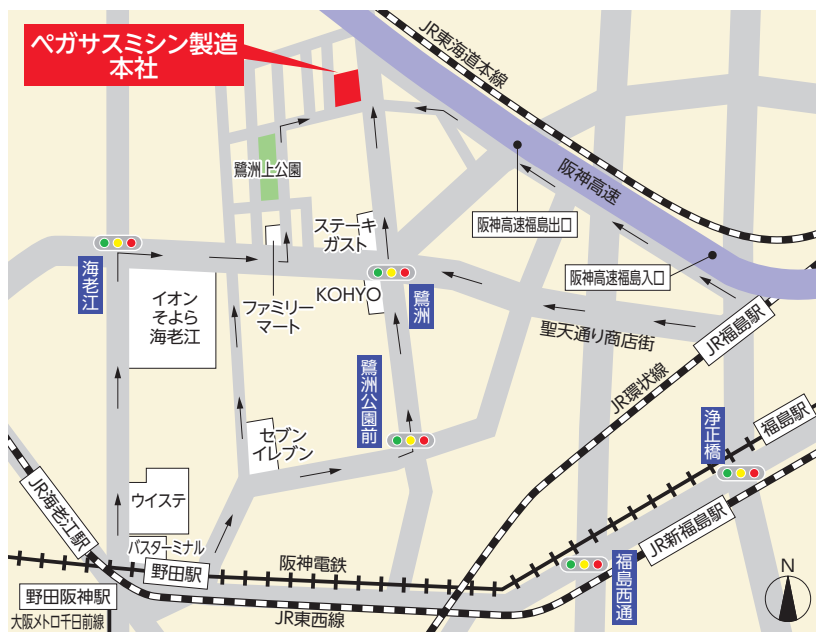 ペガサスミシン製造
本社
JR東海道本線
鷺洲上公園
阪神高速
阪神高速福島出口
ステーキ
ガスト
海老江
阪神高速福島入口
イオン
そよら
海老江
ファミリー
マート
KOHYO
鷺洲
聖天通り商店街
JR福島駅
JR環状線
鷺洲公園前
セブン
イレブン
浄正橋
福島駅
JR海老江駅
ウイステ
バスターミナル
JR新福島駅
野田駅
阪神電鉄
福島西通
N
野田阪神駅
大阪メトロ千日前線
JR東西線